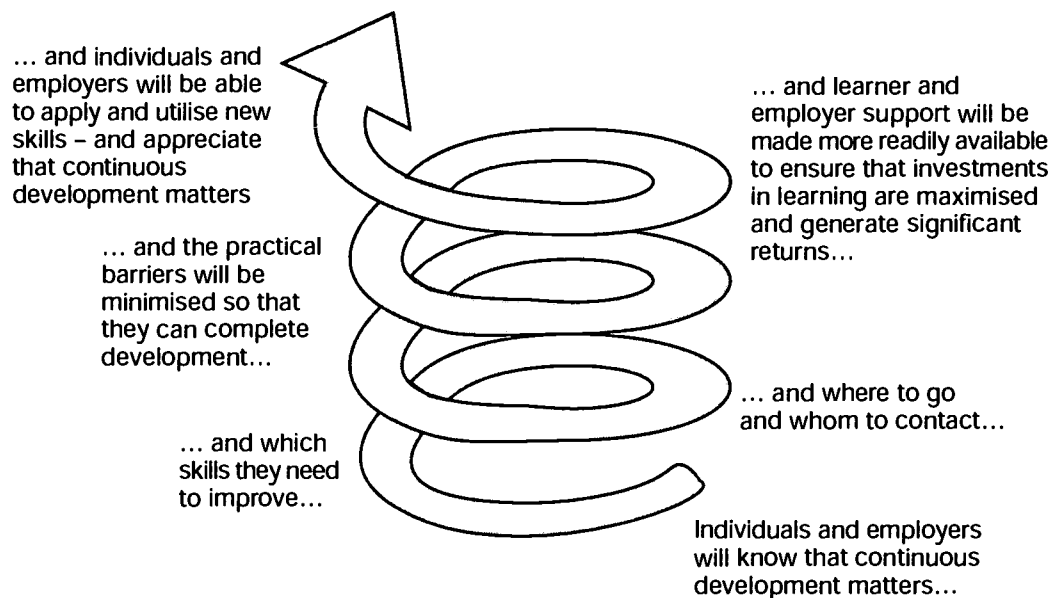 … and individuals and
employers will be able
to apply and utilise new
skills – and appreciate
that continuous
development matters
… and learner and
employer support will be
made more readily available
to ensure that investments
in learning are maximised
and generate significant
returns…
… and the practical
barriers will be
minimised so that
they can complete
development…
… and where to go
and whom to contact…
… and which
skills they need
to improve…
Individuals and employers
will know that continuous
development matters…